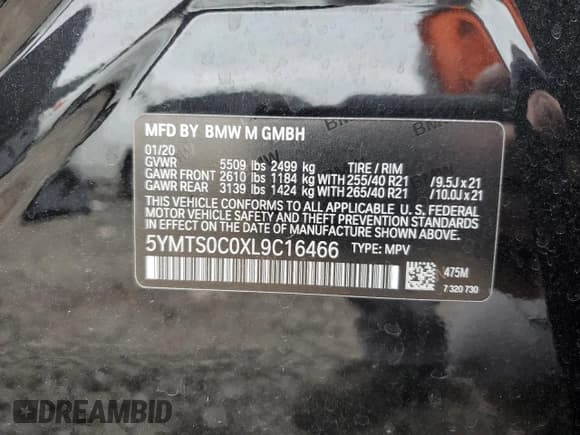 MFD BY BMW M GMBH
01/20
GVWR 5509 lbs 2499 kg TIRE / RIM
GAWR FRONT 2610 lbs 1184 kg WITH 255/40 R21 /9.5J x 21
GAWR REAR 3139 lbs 1424 kg WITH 265/40 R21 /10.0J x 21
THIS VEHICLE CONFORMS TO ALL APPLICABLE U. S. FEDERAL
MOTOR VEHICLE SAFETY AND THEFT PREVENTION STANDARDS
IN EFFECT ON THE DATE OF MANUFACTURE SHOWN ABOVE.
5YMTS0C0XL9C16466 TYPE: MPV
475M
7 320 730
DREAMBID